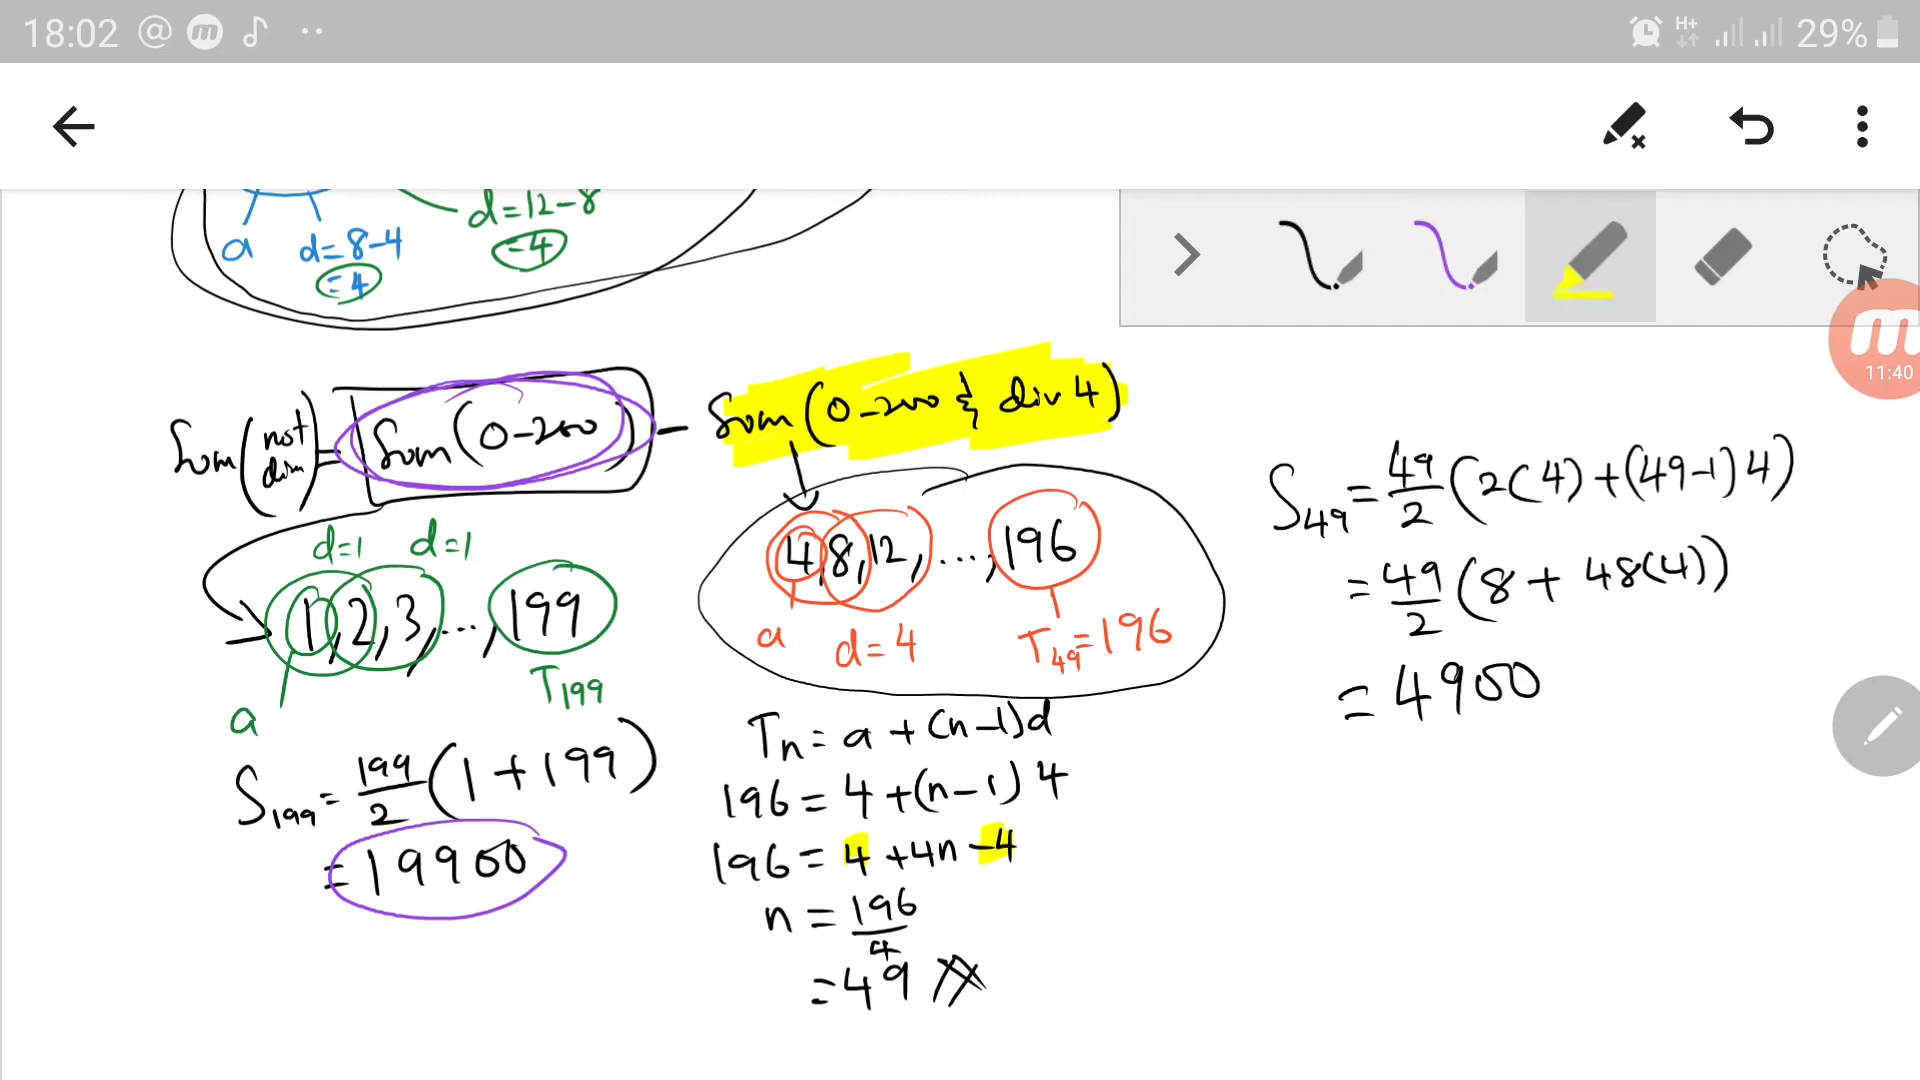 18:02 @ m 29%
H+
d=12-8
=4
a d=8-4
=4
11:40
Sum(not div) = Sum(0-200) - Sum(0-200 & div 4)
d=1 d=1
1, 2, 3, ..., 199
a T199
S199 = 199/2 (1+199)
= 19900
4, 8, 12, ..., 196
a d=4 T49=196
Tn = a + (n-1)d
196 = 4 + (n-1) 4
196 = 4 + 4n - 4
n = 196/4
= 49
S49 = 49/2 (2(4) + (49-1)4)
= 49/2 (8 + 48(4))
= 4900